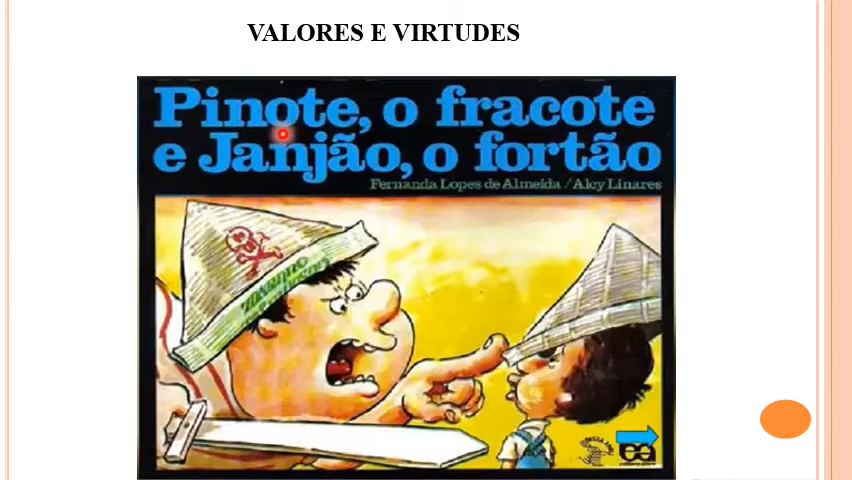 VALORES E VIRTUDES
Pinote, o fracote
e Janjão, o fortão
Fernanda Lopes de Almeida / Alcy Linares